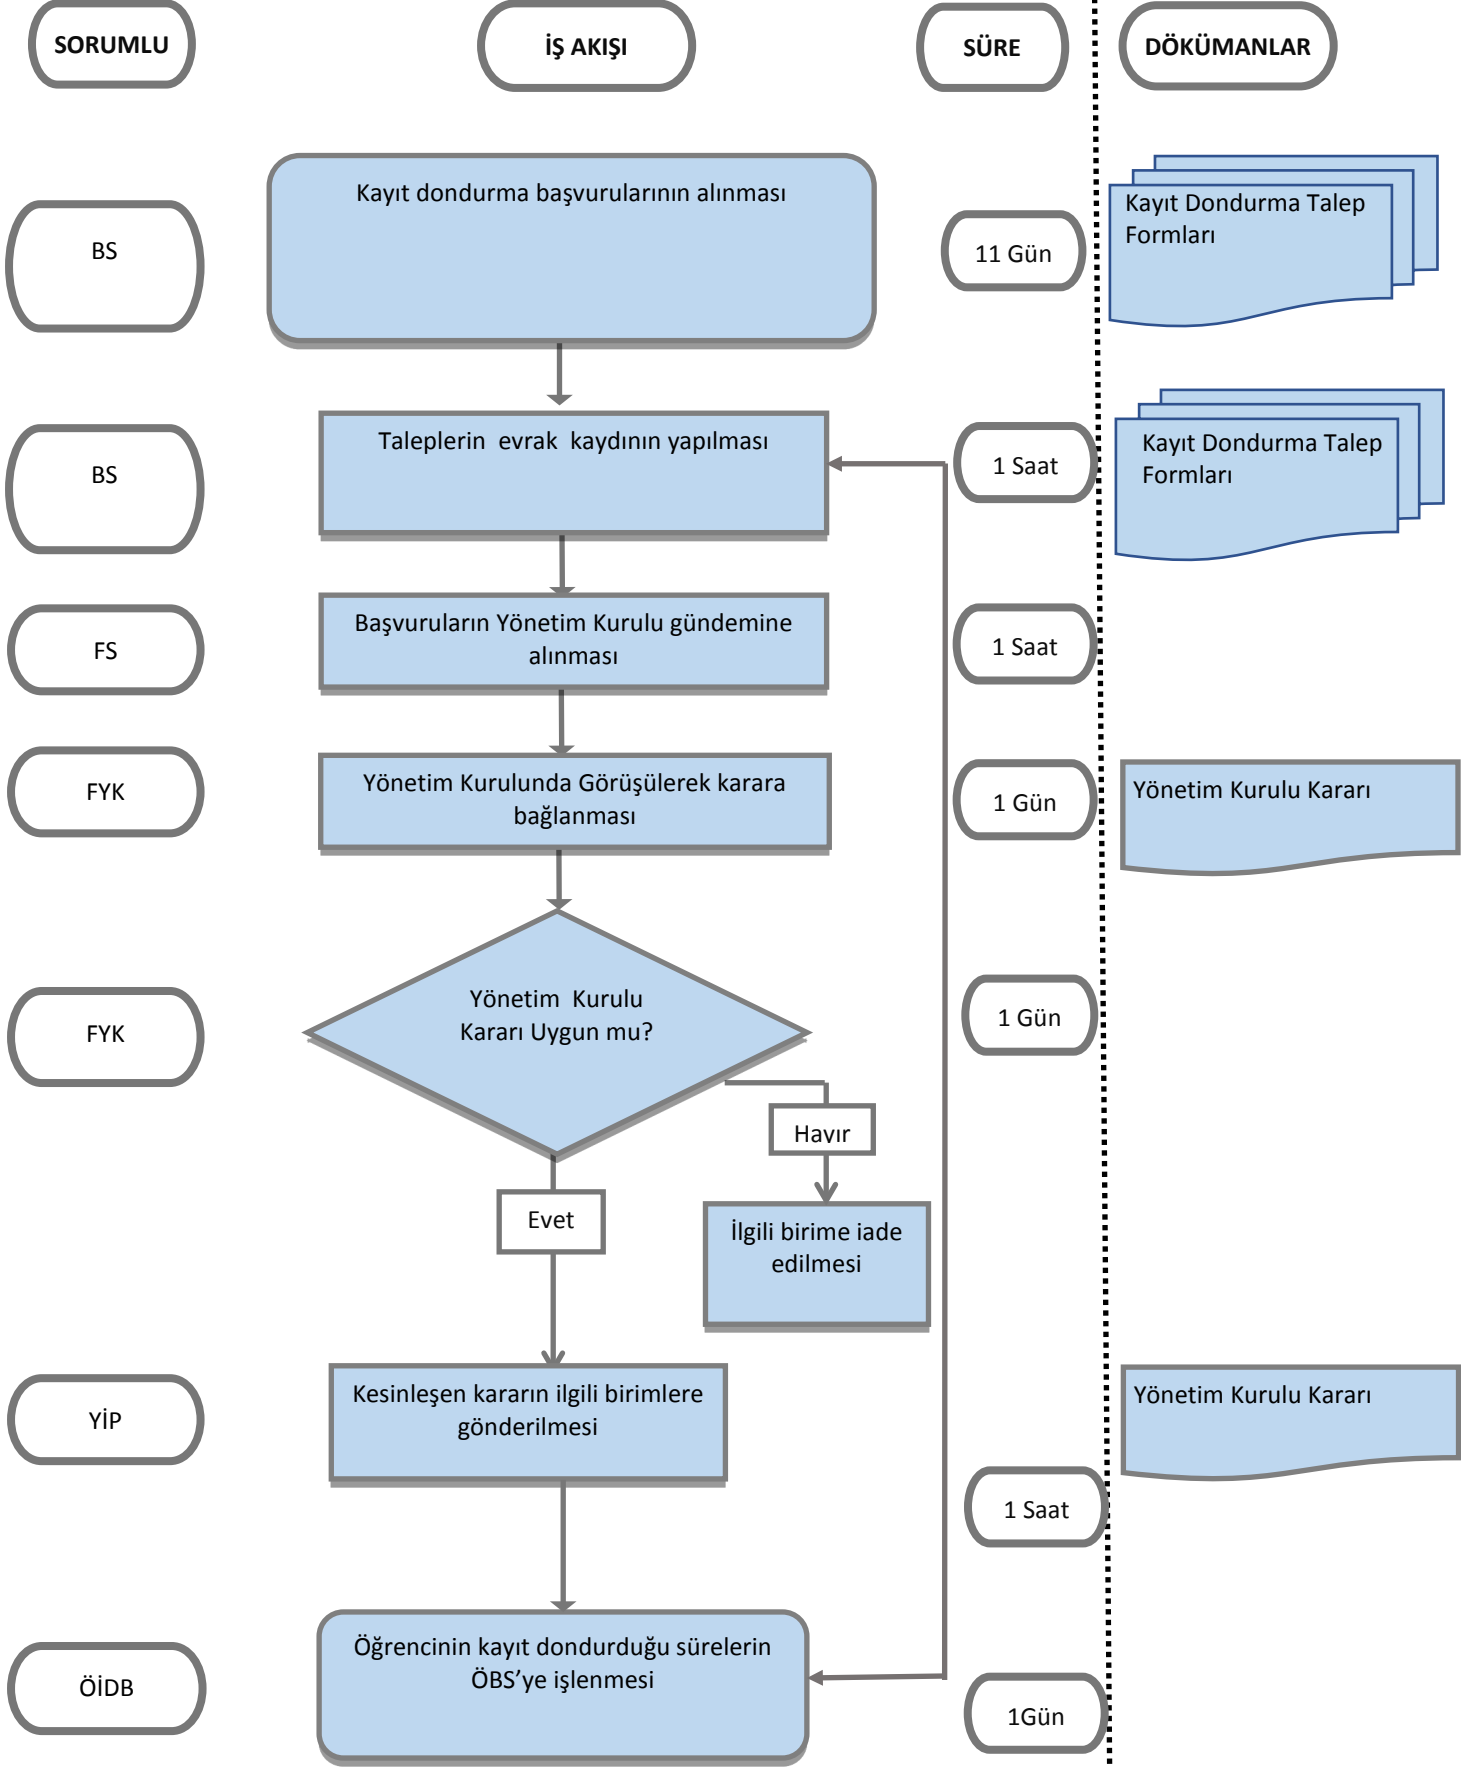 SORUMLU
İŞ AKIŞI
SÜRE
DÖKÜMANLAR
BS
Kayıt dondurma başvurularının alınması
11 Gün
Kayıt Dondurma Talep
Formları
BS
Taleplerin evrak kaydının yapılması
1 Saat
Kayıt Dondurma Talep
Formları
FS
Başvuruların Yönetim Kurulu gündemine
alınması
1 Saat
FYK
Yönetim Kurulunda Görüşülerek karara
bağlanması
1 Gün
Yönetim Kurulu Kararı
FYK
Yönetim Kurulu
Kararı Uygun mu?
1 Gün
Havır
Evet
İlgili birime iade
edilmesi
YİP
Kesinleşen kararın ilgili birimlere
gönderilmesi
Yönetim Kurulu Kararı
1 Saat
ÖİDB
Öğrencinin kayıt dondurduğu sürelerin
ÖBS’ye işlenmesi
1Gün